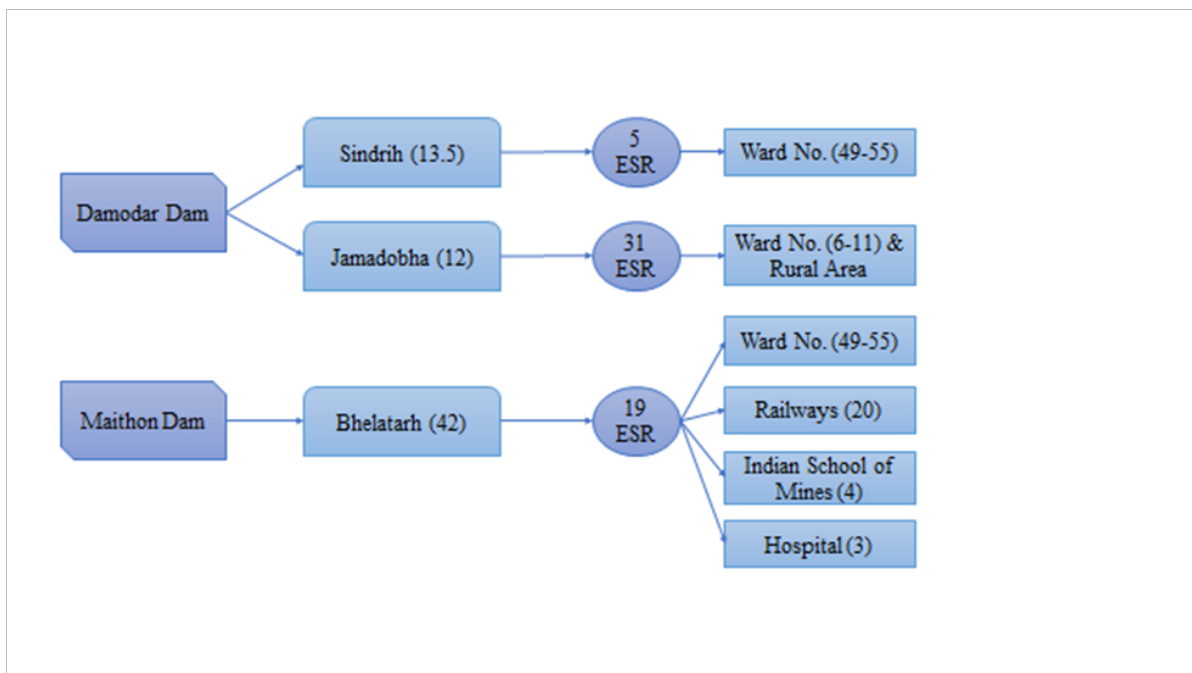 Damodar Dam
Sindrih (13.5)
5
ESR
Ward No. (49-55)
Jamadobha (12)
31
ESR
Ward No. (6-11) &
Rural Area
Maithon Dam
Bhelatarh (42)
19
ESR
Ward No. (49-55)
Railways (20)
Indian School of
Mines (4)
Hospital (3)